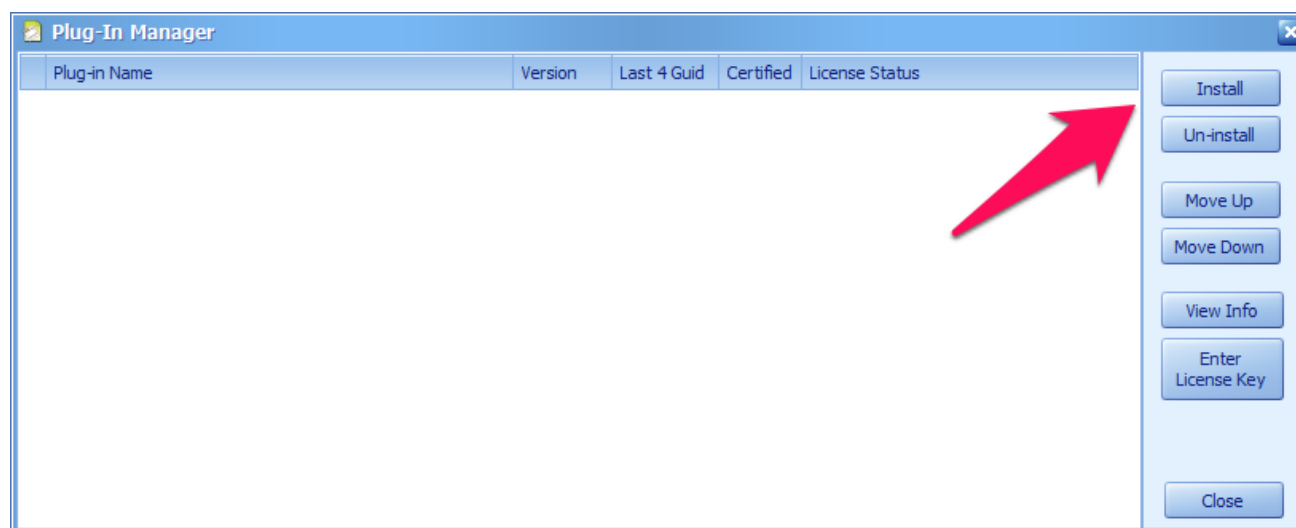 Plug-In Manager
Plug-in Name Version Last 4 Guid Certified License Status
Install
Un-install
Move Up
Move Down
View Info
Enter
License Key
Close